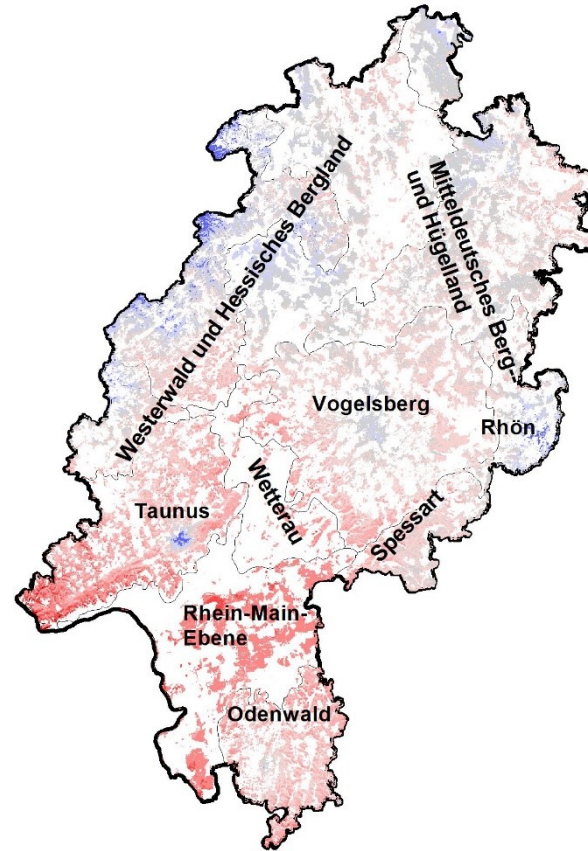 Westerwald und Hessisches Bergland
Mitteldeutsches Berg-
und Hügelland
Vogelsberg
Rhön
Wetterau
Taunus
Spessart
Rhein-Main-
Ebene
Odenwald